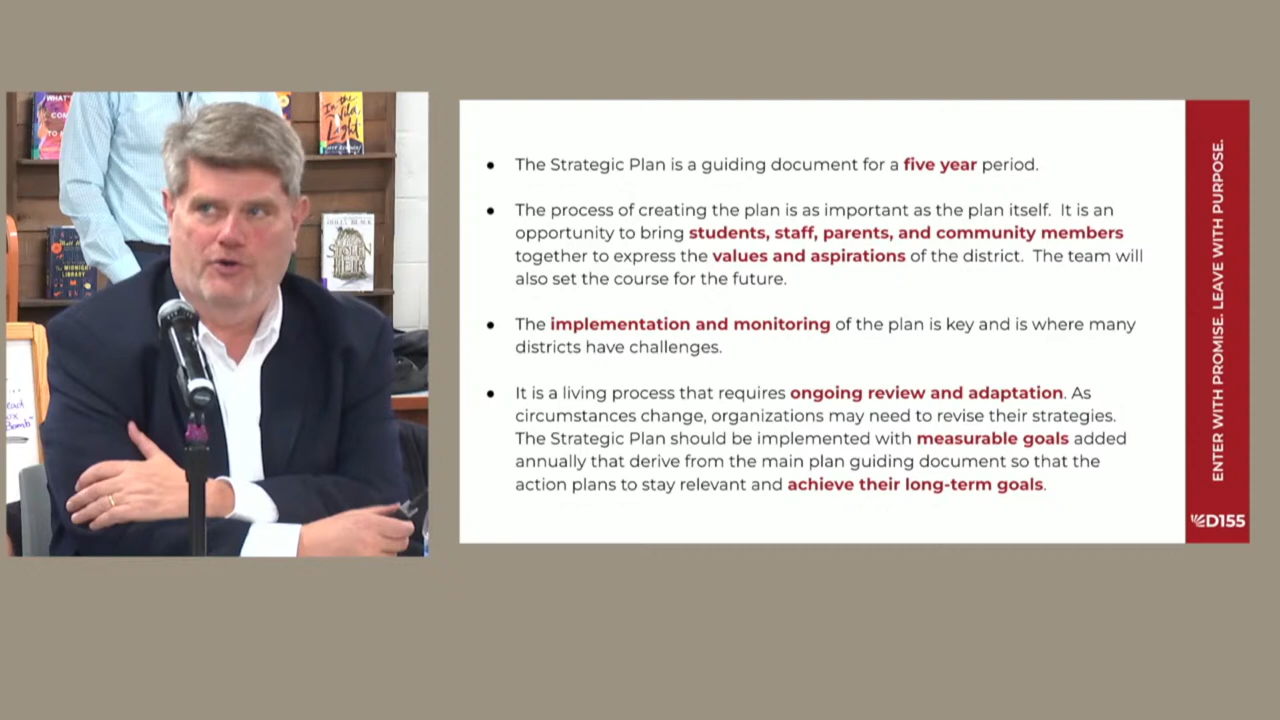 WHAT'S
In the
Light
HOLLY BLACK
STOLEN
HEIR
THE
MIDNIGHT
LIBRARY
Bomb"
The Strategic Plan is a guiding document for a five year period.
The process of creating the plan is as important as the plan itself. It is an
opportunity to bring students, staff, parents, and community members
together to express the values and aspirations of the district. The team will
also set the course for the future.
The implementation and monitoring of the plan is key and is where many
districts have challenges.
It is a living process that requires ongoing review and adaptation. As
circumstances change, organizations may need to revise their strategies.
The Strategic Plan should be implemented with measurable goals added
annually that derive from the main plan guiding document so that the
action plans to stay relevant and achieve their long-term goals.
ENTER WITH PROMISE. LEAVE WITH PURPOSE.
D155